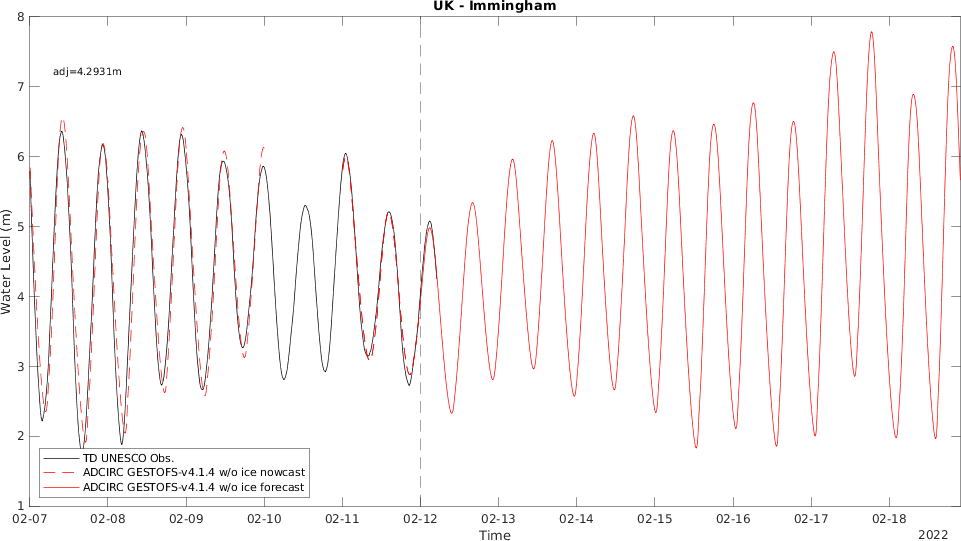 UK - Immingham
adj=4.2931m
Water Level (m)
8
7
6
5
4
3
2
1
TD UNESCO Obs.
ADCIRC GESTOFS-v4.1.4 w/o ice nowcast
ADCIRC GESTOFS-v4.1.4 w/o ice forecast
02-07 02-08 02-09 02-10 02-11 02-12 02-13 02-14 02-15 02-16 02-17 02-18
Time
2022